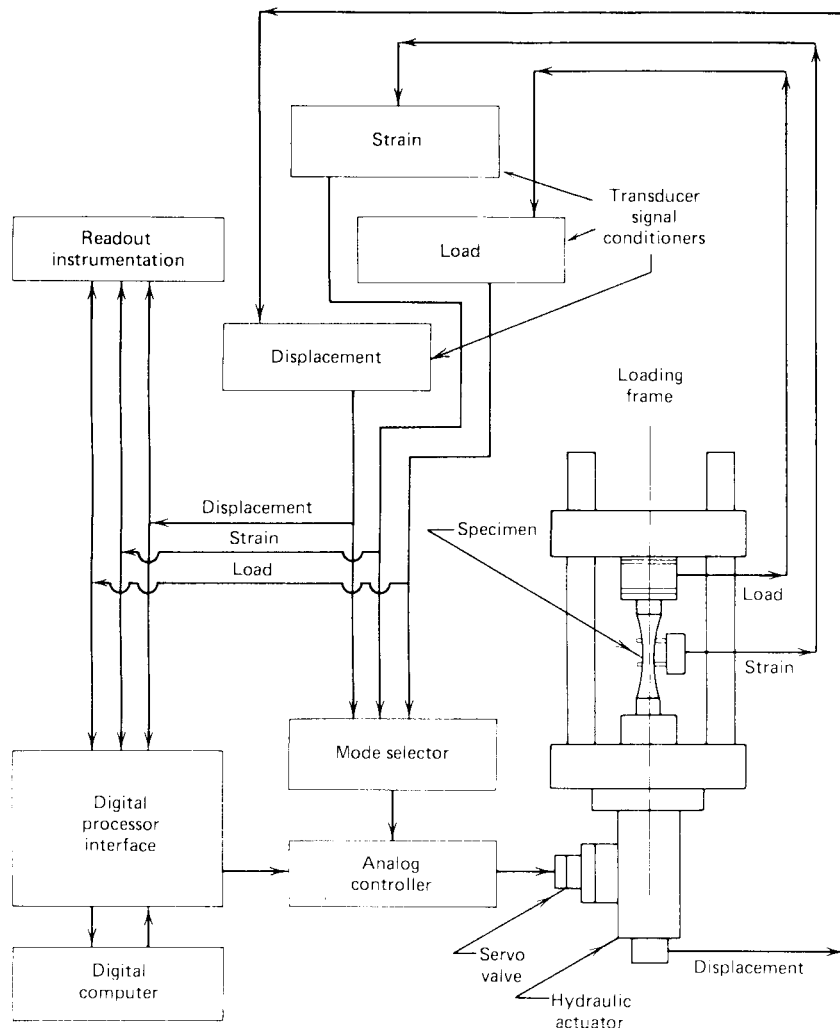 Strain
Transducer
signal
conditioners
Readout
instrumentation
Load
Displacement
Loading
frame
Displacement
Specimen
Strain
Load
Load
Strain
Mode selector
Digital
processor
interface
Analog
controller
Servo
valve
Digital
computer
Displacement
Hydraulic
actuator